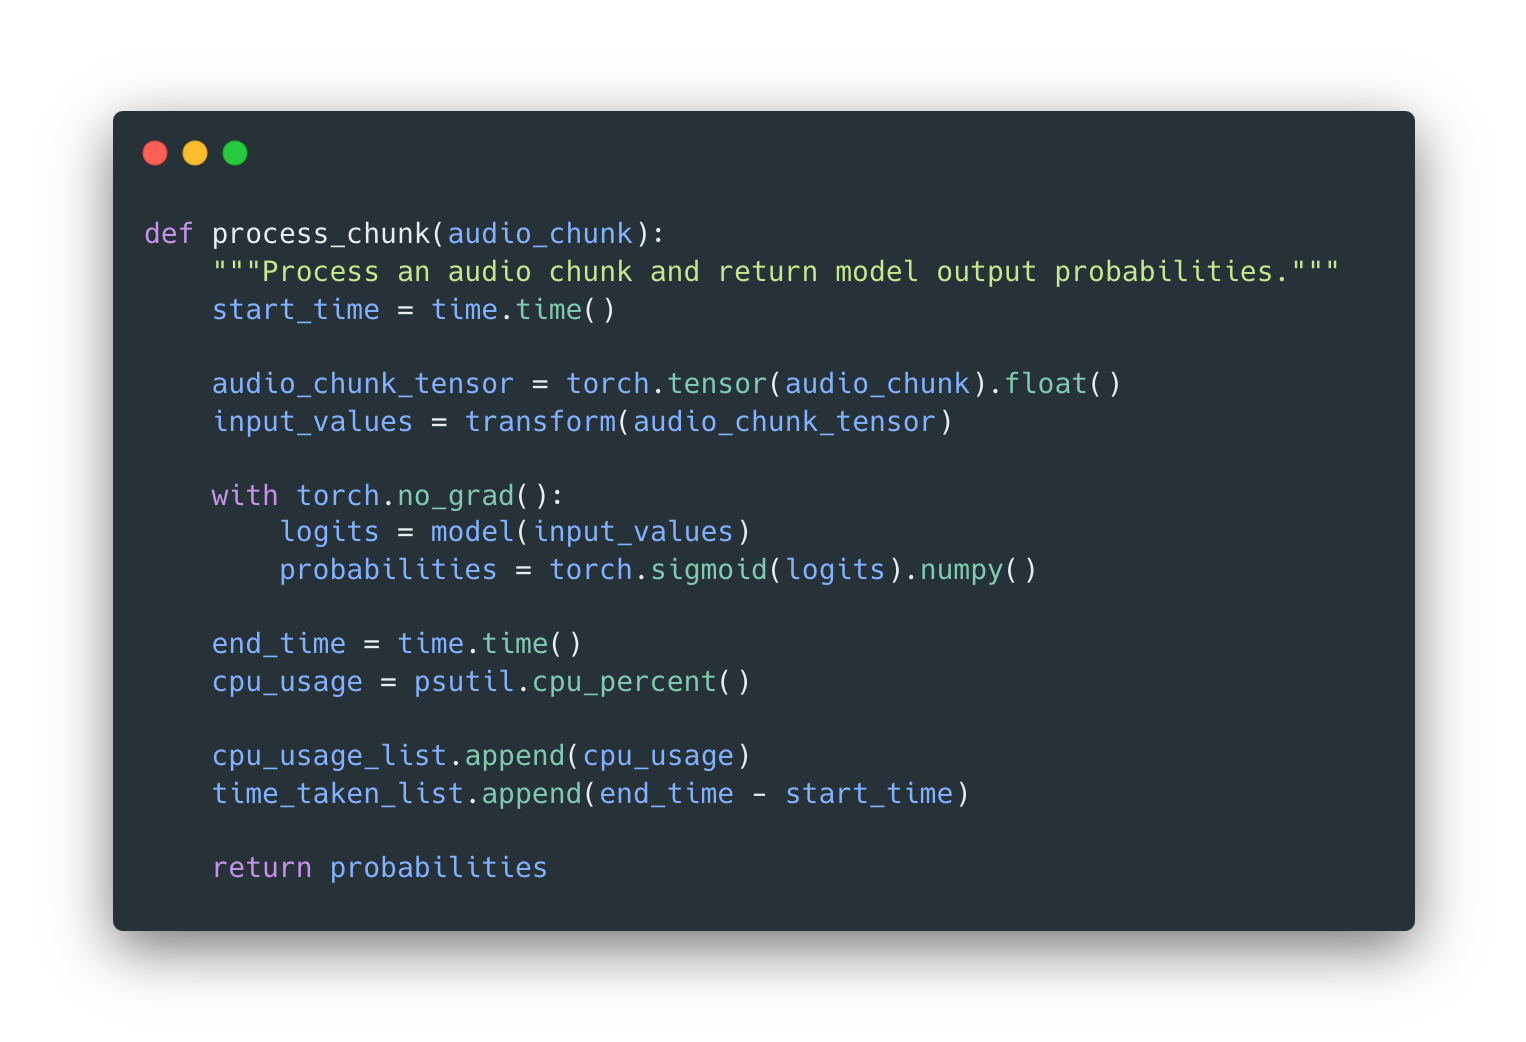 def process_chunk(audio_chunk):
    """Process an audio chunk and return model output probabilities."""
    start_time = time.time()

    audio_chunk_tensor = torch.tensor(audio_chunk).float()
    input_values = transform(audio_chunk_tensor)

    with torch.no_grad():
        logits = model(input_values)
        probabilities = torch.sigmoid(logits).numpy()

    end_time = time.time()
    cpu_usage = psutil.cpu_percent()

    cpu_usage_list.append(cpu_usage)
    time_taken_list.append(end_time - start_time)

    return probabilities